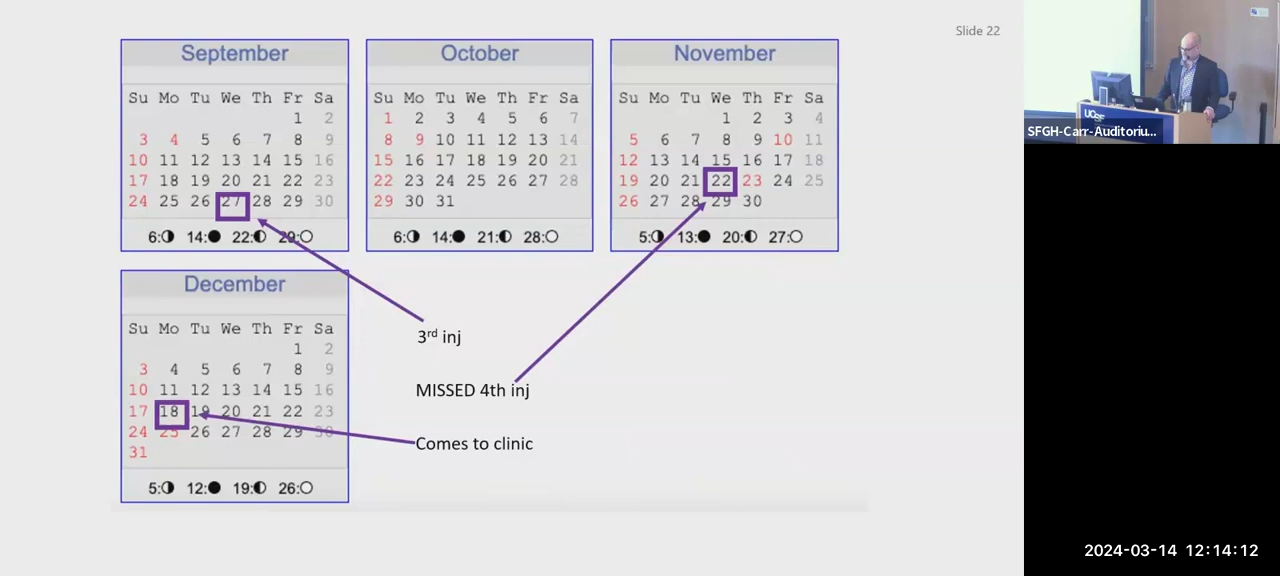 Slide 22
September
Su Mo Tu We Th Fr Sa
1 2
3 4 5 6 7 8 9
10 11 12 13 14 15 16
17 18 19 20 21 22 23
24 25 26 27 28 29 30
6: 14: 22: 29:
October
Su Mo Tu We Th Fr Sa
1 2 3 4 5 6 7
8 9 10 11 12 13 14
15 16 17 18 19 20 21
22 23 24 25 26 27 28
29 30 31
6: 14: 21: 28:
November
Su Mo Tu We Th Fr Sa
1 2 3 4
5 6 7 8 9 10 11
12 13 14 15 16 17 18
19 20 21 22 23 24 25
26 27 28 29 30
5: 13: 20: 27:
December
Su Mo Tu We Th Fr Sa
1 2
3 4 5 6 7 8 9
10 11 12 13 14 15 16
17 18 19 20 21 22 23
24 25 26 27 28 29 30
31
5: 12: 19: 26:
3rd inj
MISSED 4th inj
Comes to clinic
UCSF
SFGH-Carr-Auditoriu...
2024-03-14 12:14:12